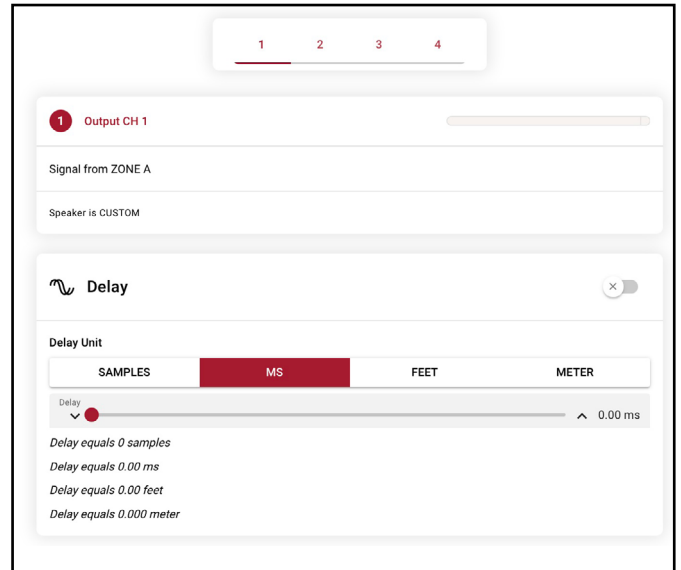 1 2 3 4
1 Output CH 1
Signal from ZONE A
Speaker is CUSTOM
Delay
Delay Unit
SAMPLES MS FEET METER
Delay
0.00 ms
Delay equals 0 samples
Delay equals 0.00 ms
Delay equals 0.00 feet
Delay equals 0.000 meter